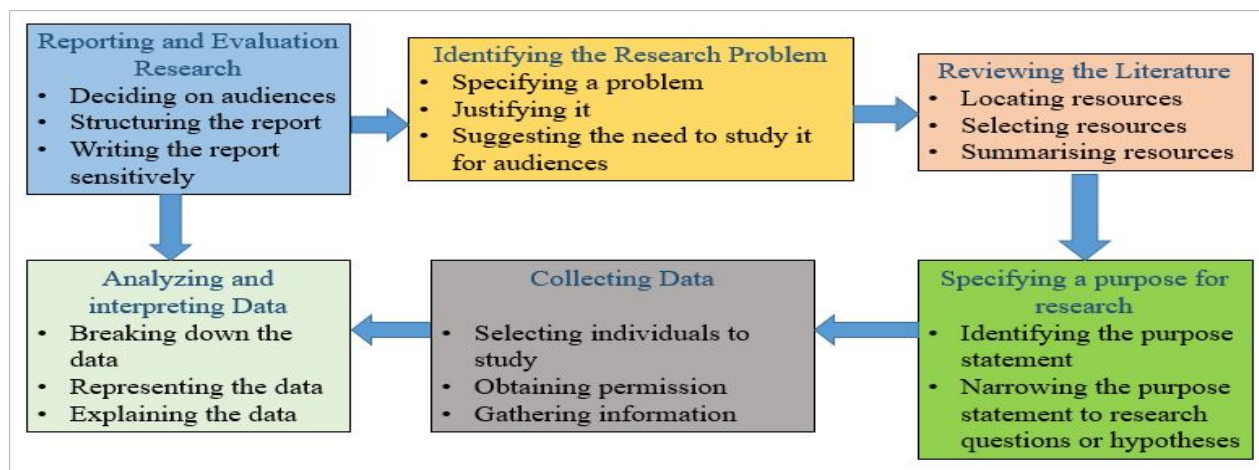 Reporting and Evaluation
Research
• Deciding on audiences
• Structuring the report
• Writing the report
sensitively
Identifying the Research Problem
• Specifying a problem
• Justifying it
• Suggesting the need to study it
for audiences
Reviewing the Literature
• Locating resources
• Selecting resources
• Summarising resources
Analyzing and
interpreting Data
• Breaking down the
data
• Representing the data
• Explaining the data
Collecting Data
• Selecting individuals to
study
• Obtaining permission
• Gathering information
Specifying a purpose for
research
• Identifying the purpose
statement
• Narrowing the purpose
statement to research
questions or hypotheses